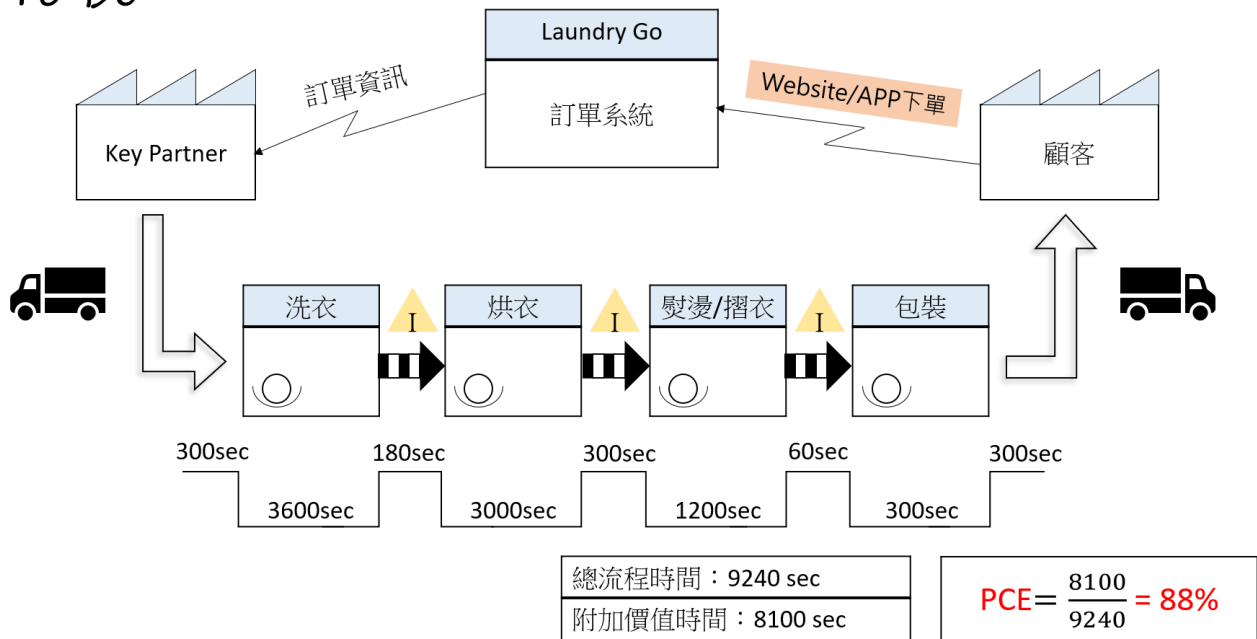 Laundry Go
訂單系統
訂單資訊
Website/APP下單
Key Partner
顧客
洗衣
I
烘衣
I
熨燙/摺衣
I
包裝
300sec
180sec
300sec
60sec
300sec
3600sec
3000sec
1200sec
300sec
總流程時間：9240 sec
附加價值時間：8100 sec
PCE= 8100/9240 = 88%